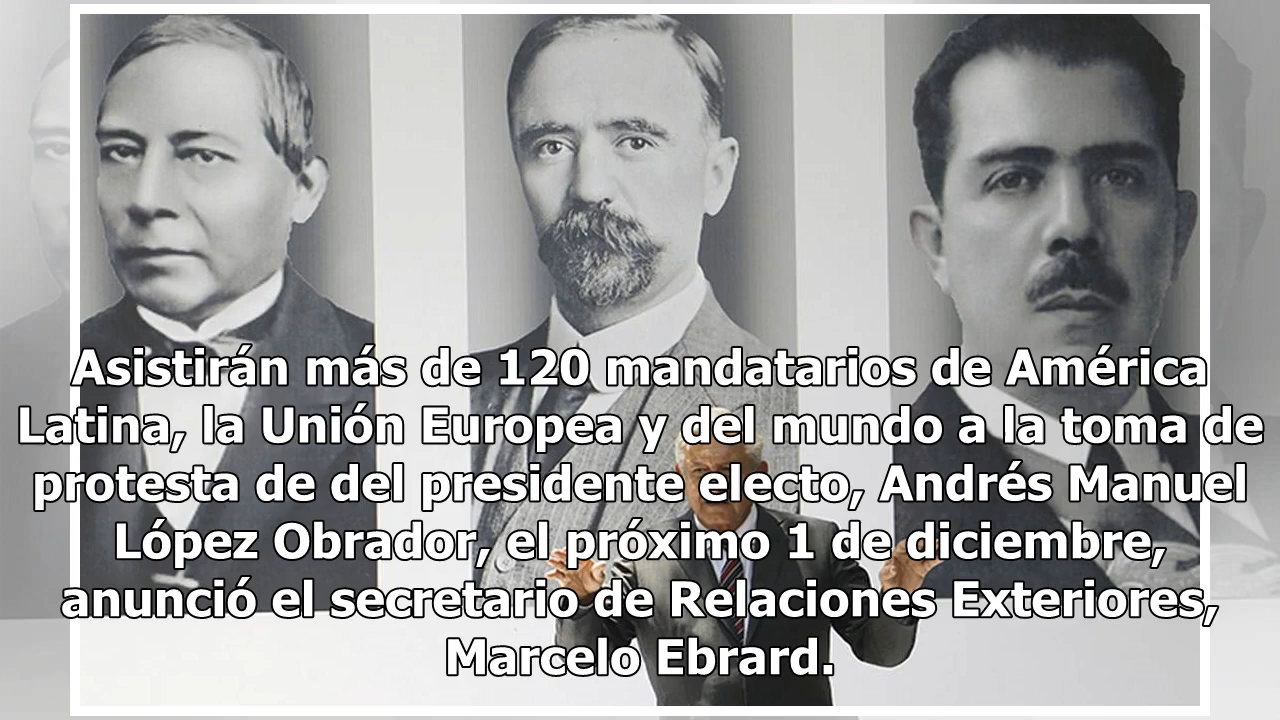 Asistirán más de 120 mandatarios de América
Latina, la Unión Europea y del mundo a la toma de
protesta de del presidente electo, Andrés Manuel
López Obrador, el próximo 1 de diciembre,
anunció el secretario de Relaciones Exteriores,
Marcelo Ebrard.